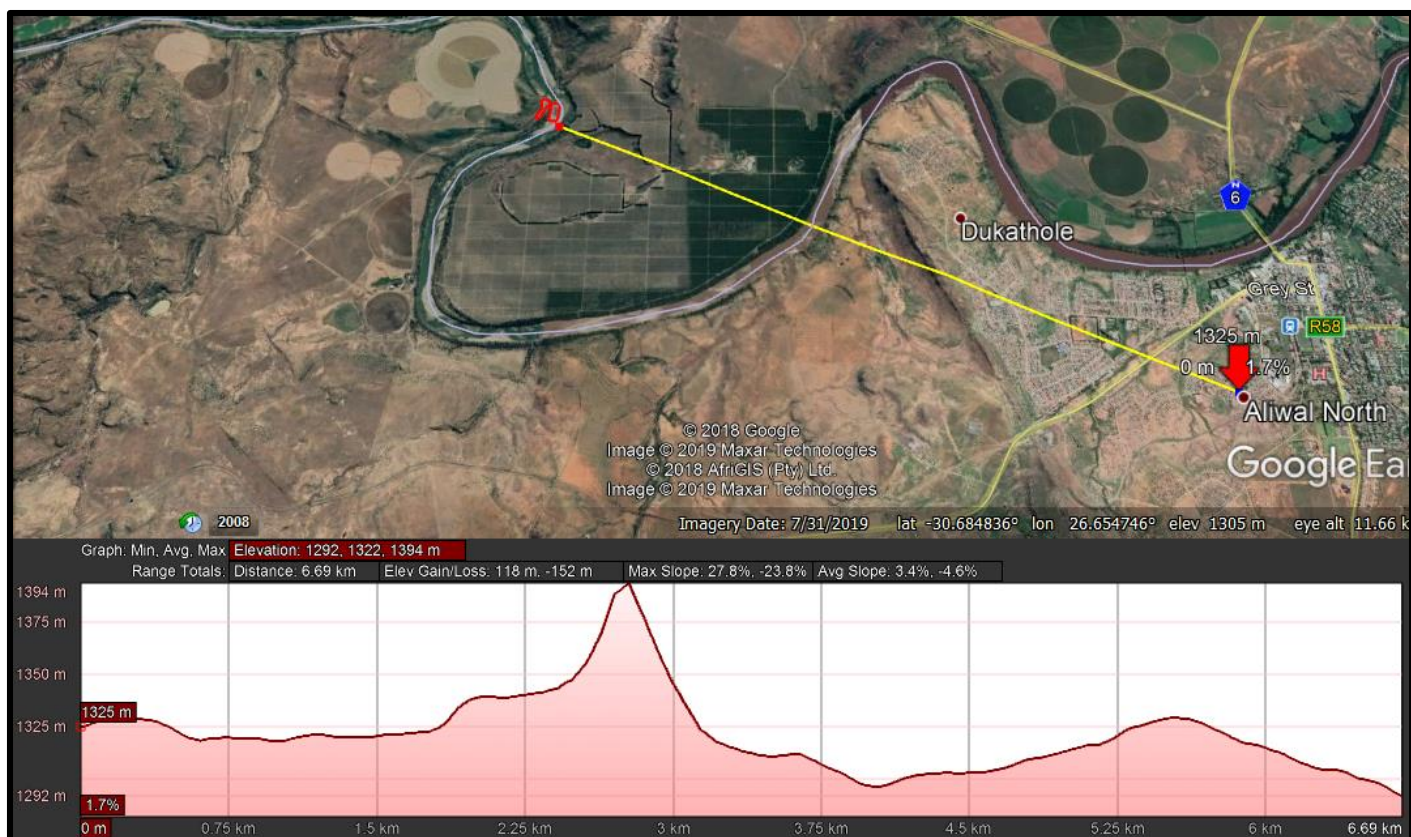 Dukathole
N
6
Grey St
R58
1325 m
0 m 1.7%
H
Aliwal North
© 2018 Google
Image © 2019 Maxar Technologies
© 2018 AfriGIS (Pty) Ltd.
Image © 2019 Maxar Technologies
Google Ea
2008
Imagery Date: 7/31/2019 lat -30.684836° lon 26.654746° elev 1305 m eye alt 11.66 k
Graph: Min, Avg, Max Elevation: 1292, 1322, 1394 m
Range Totals: Distance: 6.69 km Elev Gain/Loss: 118 m, -152 m Max Slope: 27.8%, -23.8% Avg Slope: 3.4%, -4.6%
1394 m
1375 m
1350 m
1325 m
1325 m
1292 m
1.7%
0 m 0.75 km 1.5 km 2.25 km 3 km 3.75 km 4.5 km 5.25 km 6 km 6.69 km